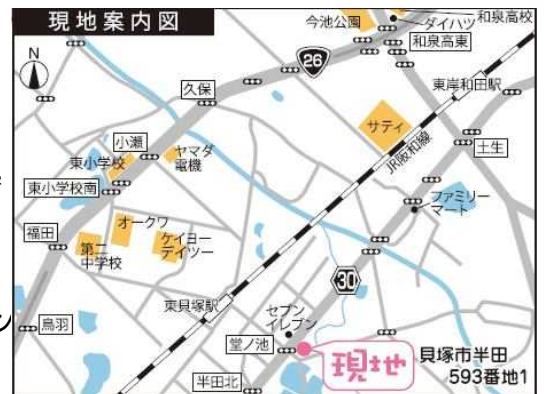 現地案内図
和泉高校
ダイハツ
今池公園
和泉高東
N
26
久保
東岸和田駅
サティ
小瀬
ヤマダ
電機
東小学校
JR阪和線
土生
東小学校南
ファミリー
マート
オークワ
福田
第二
中学校
ケイヨー
デイツー
30
東貝塚駅
セブン
イレブン
鳥羽
堂ノ池
現地
貝塚市半田
593番地1
半田北